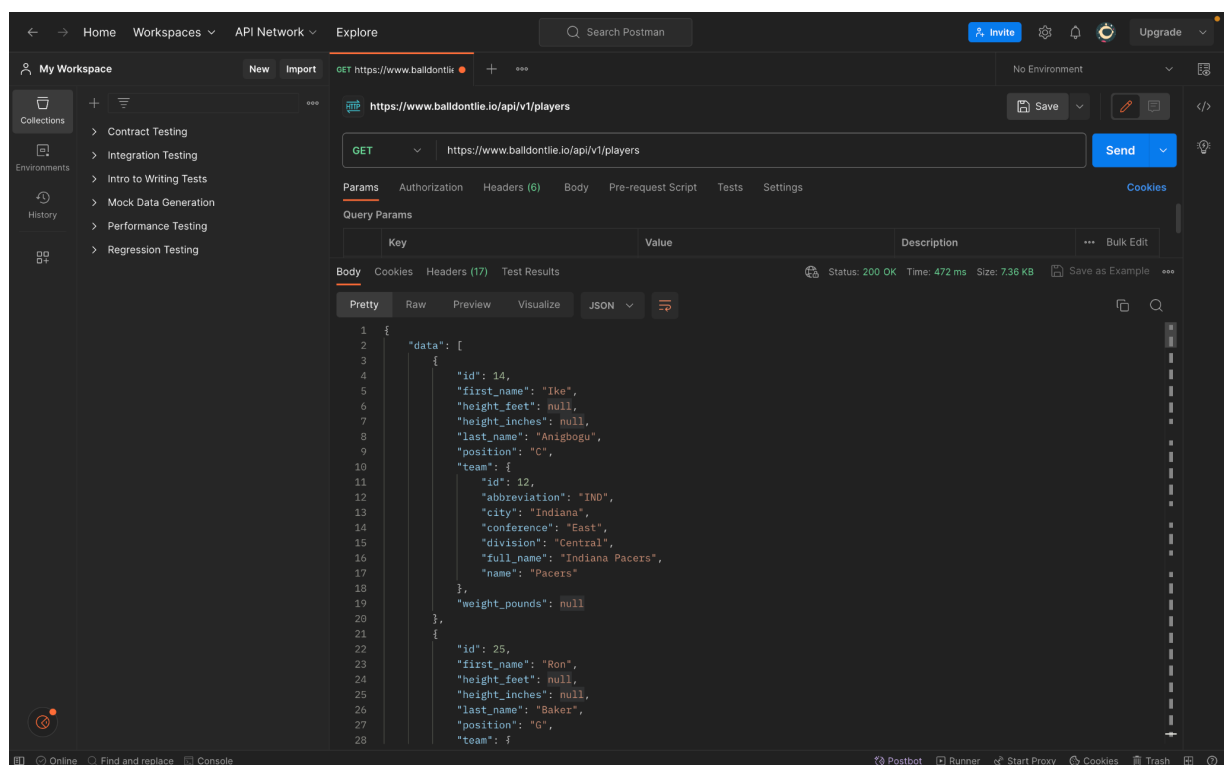 Home Workspaces API Network Explore Search Postman Invite Upgrade
My Workspace New Import GET https://www.balldontlie No Environment
Collections
Environments
History
Contract Testing
Integration Testing
Intro to Writing Tests
Mock Data Generation
Performance Testing
Regression Testing
HTTP https://www.balldontlie.io/api/v1/players Save
GET https://www.balldontlie.io/api/v1/players Send
Params Authorization Headers (6) Body Pre-request Script Tests Settings Cookies
Query Params
Key Value Description Bulk Edit
Body Cookies Headers (17) Test Results Status: 200 OK Time: 472 ms Size: 7.36 KB Save as Example
Pretty Raw Preview Visualize JSON
1 {
2 "data": [
3 {
4 "id": 14,
5 "first_name": "Ike",
6 "height_feet": null,
7 "height_inches": null,
8 "last_name": "Anigbogu",
9 "position": "C",
10 "team": {
11 "id": 12,
12 "abbreviation": "IND",
13 "city": "Indiana",
14 "conference": "East",
15 "division": "Central",
16 "full_name": "Indiana Pacers",
17 "name": "Pacers"
18 },
19 "weight_pounds": null
20 },
21 {
22 "id": 25,
23 "first_name": "Ron",
24 "height_feet": null,
25 "height_inches": null,
26 "last_name": "Baker",
27 "position": "G",
28 "team": {
Online Find and replace Console Postbot Runner Start Proxy Cookies Trash